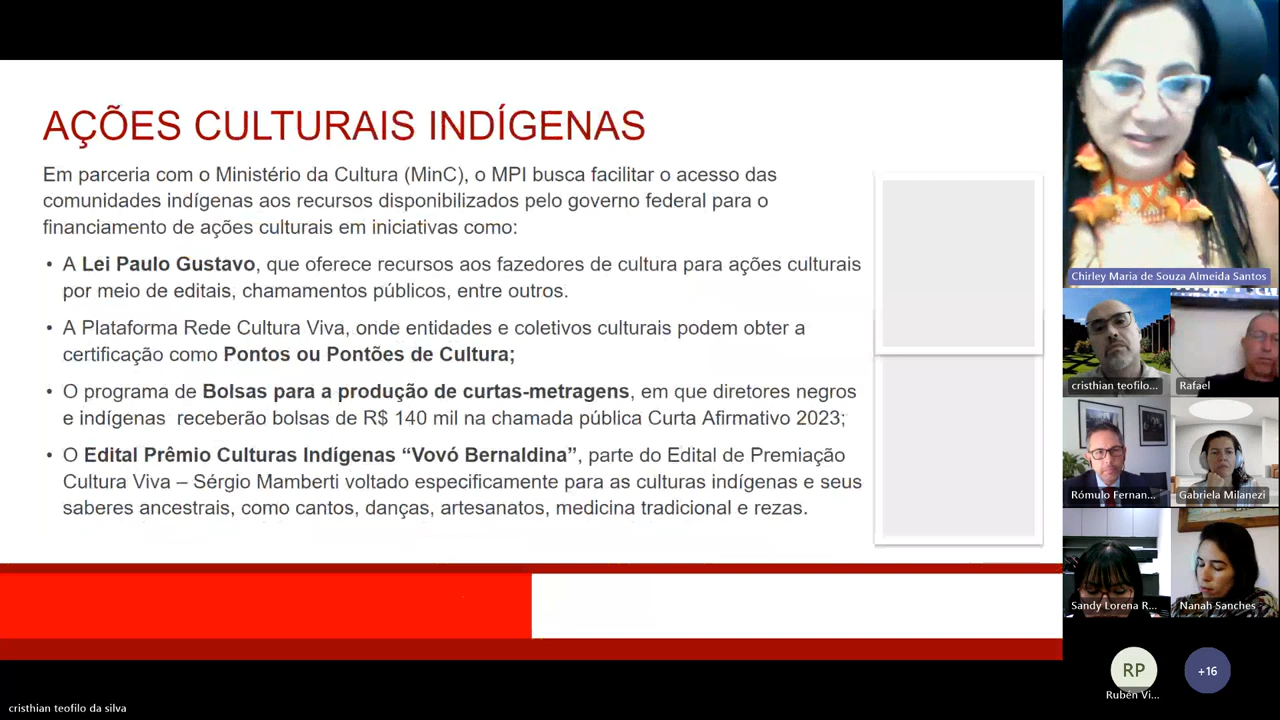 AÇÕES CULTURAIS INDÍGENAS
Em parceria com o Ministério da Cultura (MinC), o MPI busca facilitar o acesso das
comunidades indígenas aos recursos disponibilizados pelo governo federal para o
financiamento de ações culturais em iniciativas como:
• A Lei Paulo Gustavo, que oferece recursos aos fazedores de cultura para ações culturais
por meio de editais, chamamentos públicos, entre outros.
• A Plataforma Rede Cultura Viva, onde entidades e coletivos culturais podem obter a
certificação como Pontos ou Pontões de Cultura;
• O programa de Bolsas para a produção de curtas-metragens, em que diretores negros
e indígenas receberão bolsas de R$ 140 mil na chamada pública Curta Afirmativo 2023;
• O Edital Prêmio Culturas Indígenas “Vovó Bernaldina”, parte do Edital de Premiação
Cultura Viva – Sérgio Mamberti voltado especificamente para as culturas indígenas e seus
saberes ancestrais, como cantos, danças, artesanatos, medicina tradicional e rezas.
Chirley Maria de Souza Almeida Santos
cristhian teofilo...
Rafael
Rómulo Fernan...
Gabriela Milanezi
Sandy Lorena R...
Nanah Sanches
RP
+16
Rubén Vi...
cristhian teofilo da silva